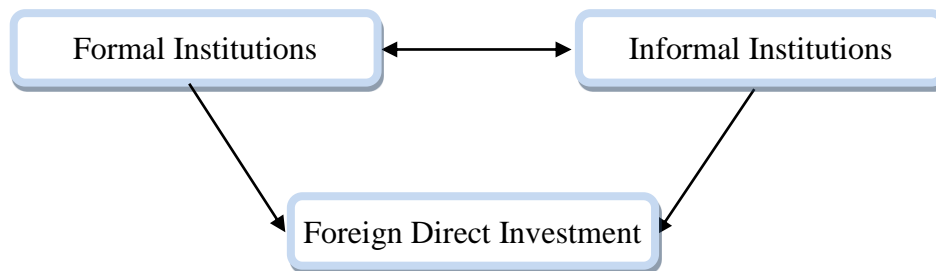 Formal Institutions
Informal Institutions
Foreign Direct Investment